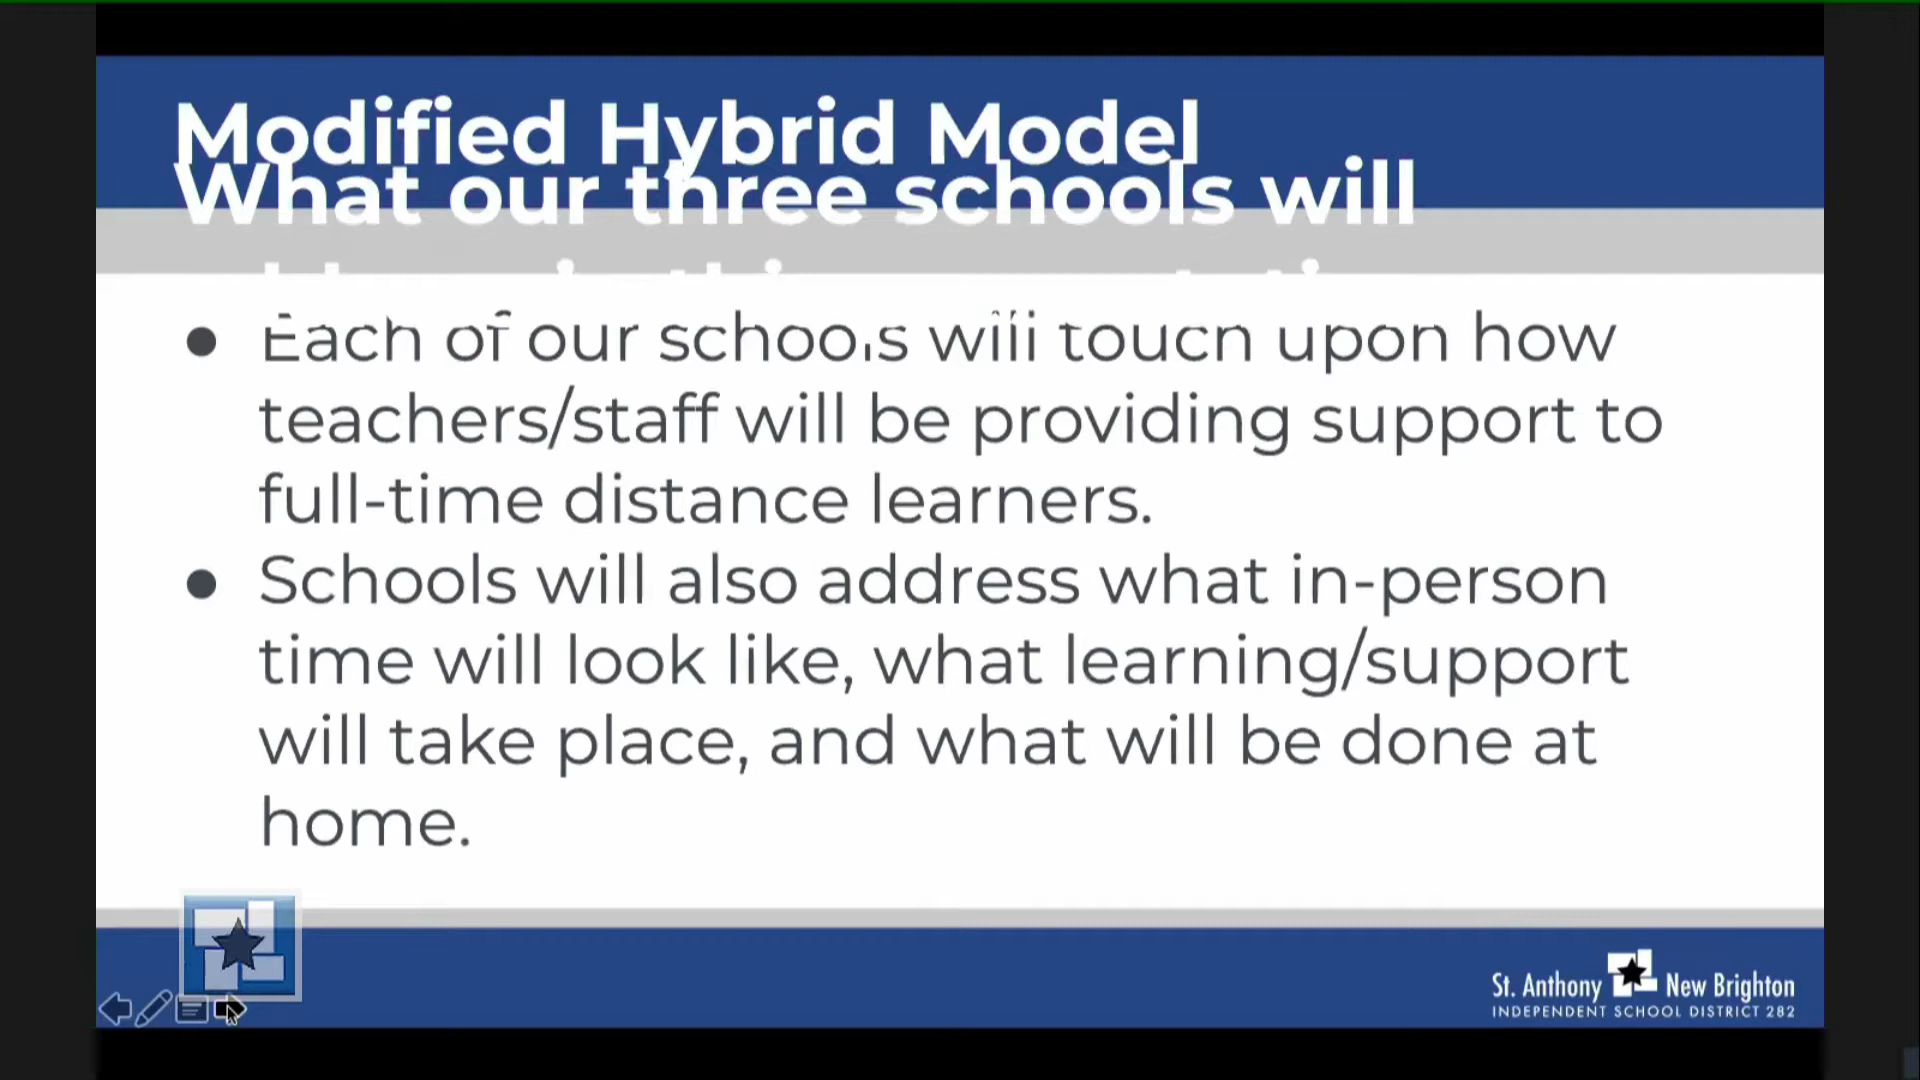 Modified Hybrid Model
What our three schools will
● Each of our schools will touch upon how
teachers/staff will be providing support to
full-time distance learners.
● Schools will also address what in-person
time will look like, what learning/support
will take place, and what will be done at
home.
St. Anthony New Brighton
INDEPENDENT SCHOOL DISTRICT 282